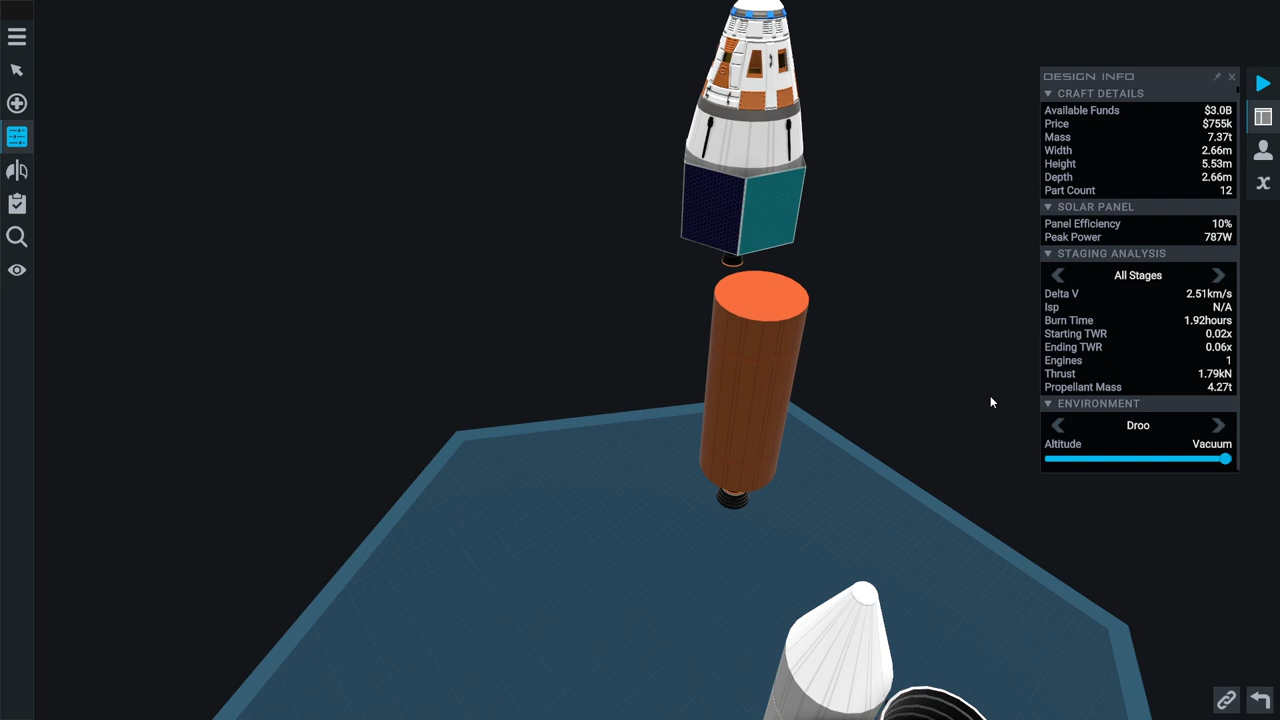 DESIGN INFO
CRAFT DETAILS
Available Funds $3.0B
Price $755k
Mass 7.37t
Width 2.66m
Height 5.53m
Depth 2.66m
Part Count 12
SOLAR PANEL
Panel Efficiency 10%
Peak Power 787W
STAGING ANALYSIS
All Stages
Delta V 2.51km/s
Isp N/A
Burn Time 1.92hours
Starting TWR 0.02x
Ending TWR 0.06x
Engines 1
Thrust 1.79kN
Propellant Mass 4.27t
ENVIRONMENT
Droo
Altitude Vacuum